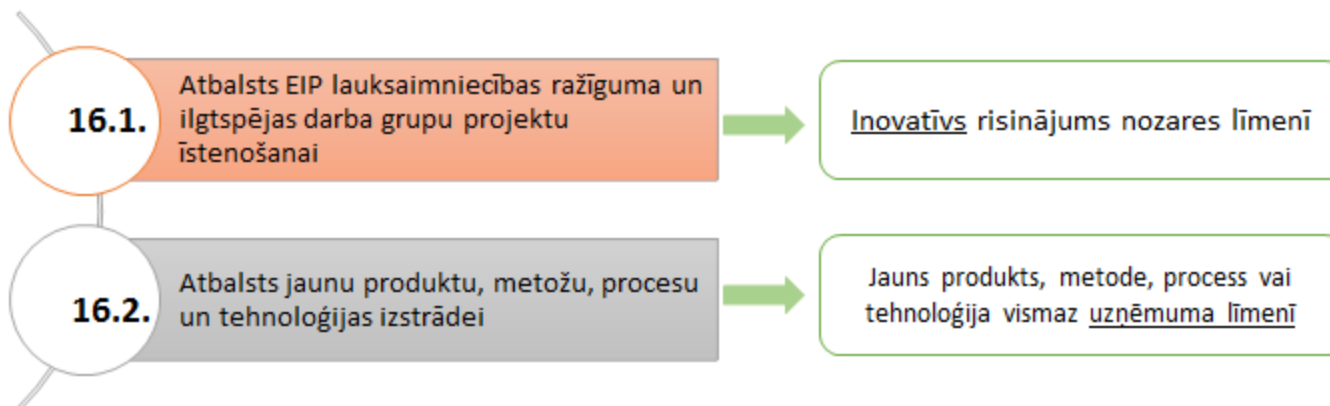 16.1.
Atbalsts EIP lauksaimniecības ražīguma un
ilgtspējas darba grupu projektu
īstenošanai
Inovatīvs risinājums nozares līmenī
16.2.
Atbalsts jaunu produktu, metožu, procesu
un tehnoloģijas izstrādei
Jauns produkts, metode, process vai
tehnoloģija vismaz uzņēmuma līmenī